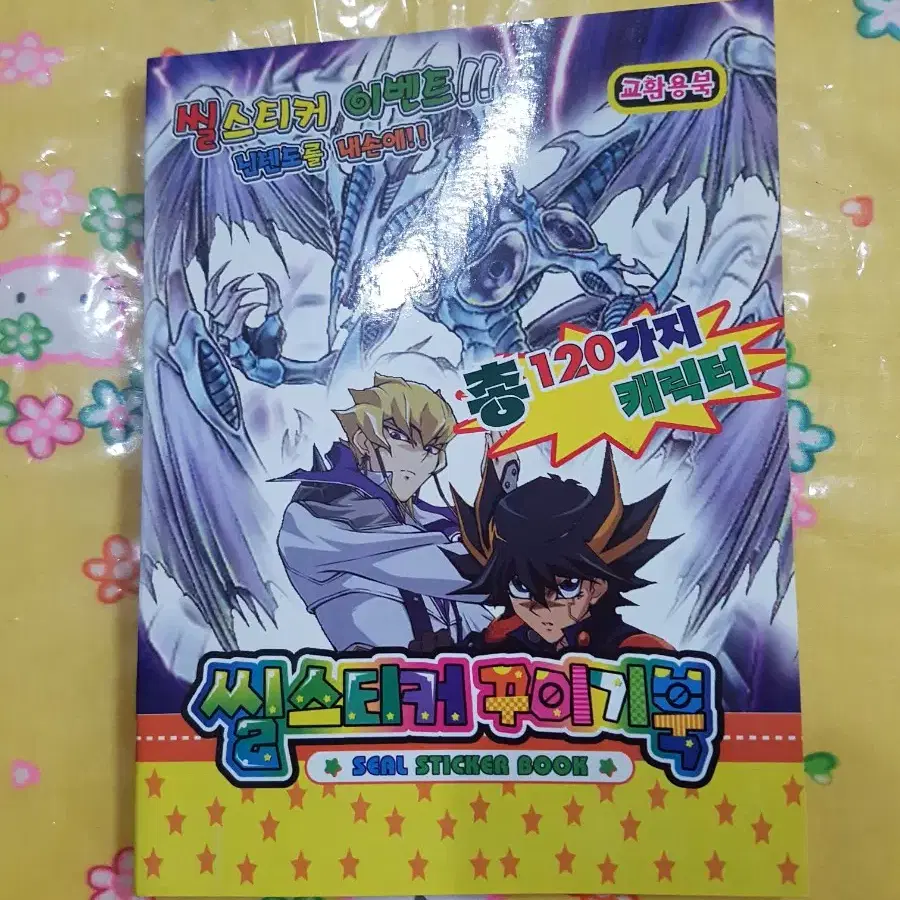 씰스티커 이벤트!!
교환용북
닌텐도를 내손에!!
총 120가지
캐릭터
씰스티커 꾸미기북
SEAL STICKER BOOK